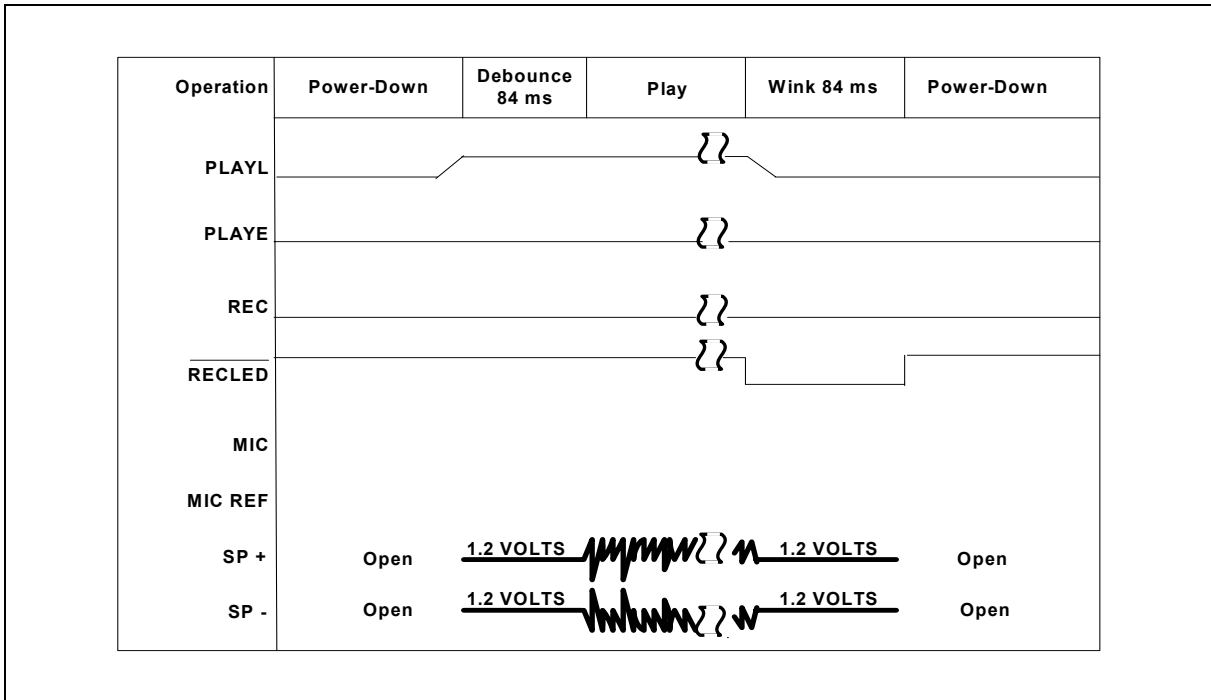 Operation Power-Down Debounce 84 ms Play Wink 84 ms Power-Down
PLAYL
PLAYE
REC
RECLED
MIC
MIC REF
SP + Open 1.2 VOLTS 1.2 VOLTS Open
SP - Open 1.2 VOLTS 1.2 VOLTS Open